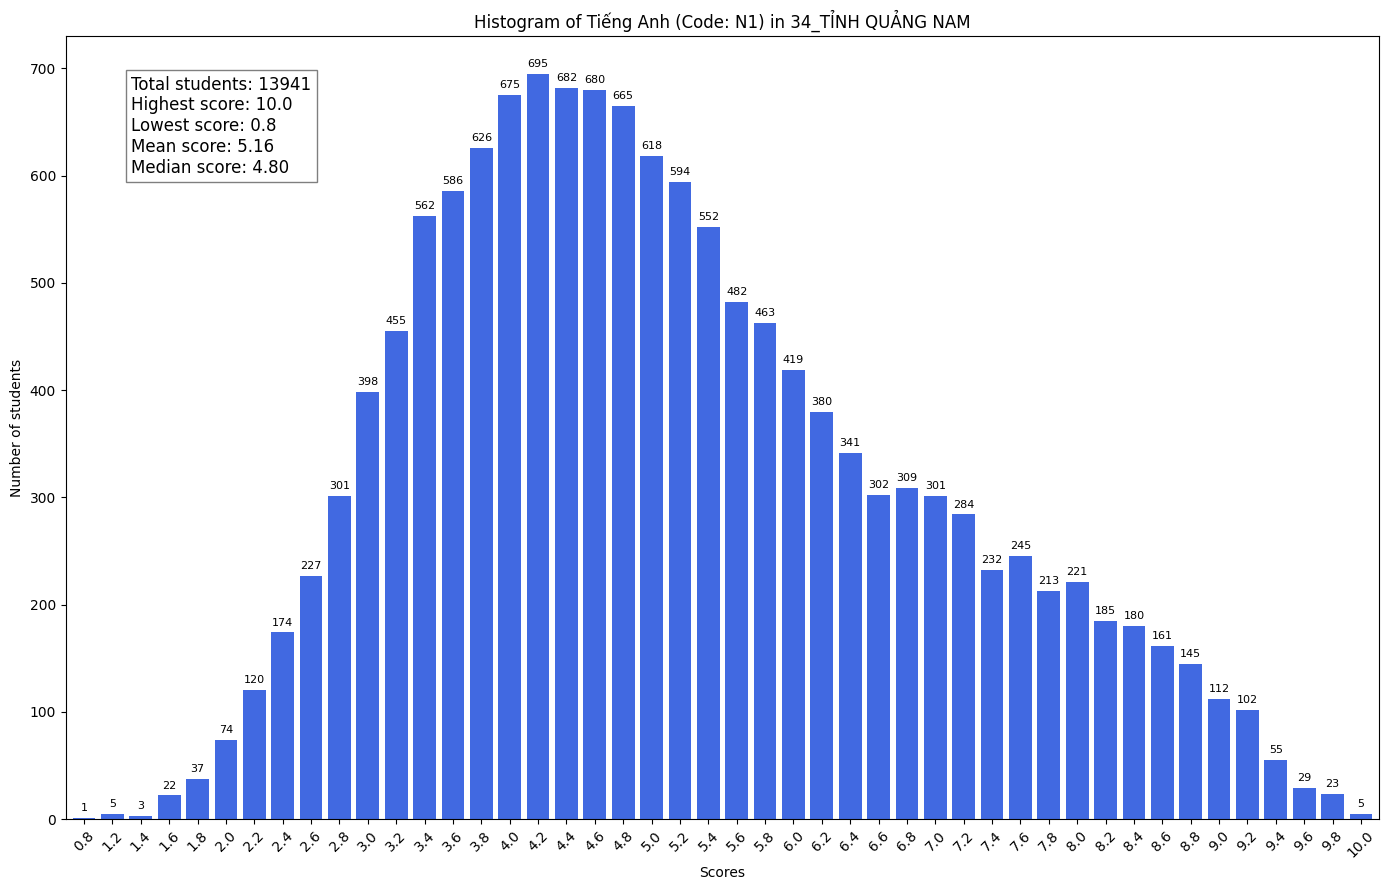 Histogram of Tiếng Anh (Code: N1) in 34_TỈNH QUẢNG NAM
Total students: 13941
Highest score: 10.0
Lowest score: 0.8
Mean score: 5.16
Median score: 4.80
Number of students
700
600
500
400
300
200
100
0
1 5 3 22 37 74 120 174 227 301 398 455 562 586 626 675 695 682 680 665 618 594 552 482 463 419 380 341 302 309 301 284 232 245 213 221 185 180 161 145 112 102 55 29 23 5
0.8 1.2 1.4 1.6 1.8 2.0 2.2 2.4 2.6 2.8 3.0 3.2 3.4 3.6 3.8 4.0 4.2 4.4 4.6 4.8 5.0 5.2 5.4 5.6 5.8 6.0 6.2 6.4 6.6 6.8 7.0 7.2 7.4 7.6 7.8 8.0 8.2 8.4 8.6 8.8 9.0 9.2 9.4 9.6 9.8 10.0
Scores